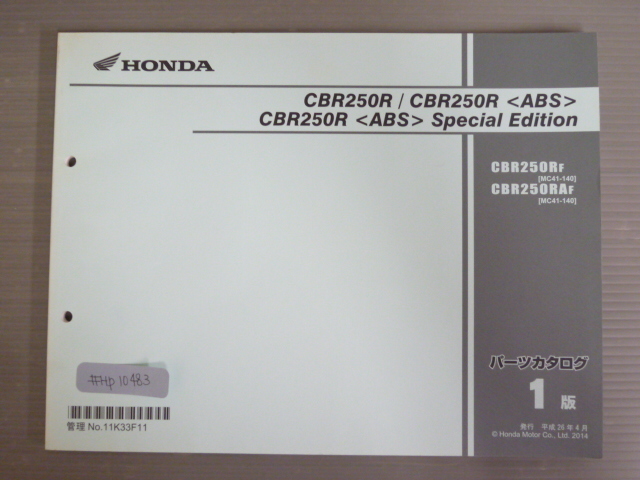 HONDA
CBR250R / CBR250R <ABS>
CBR250R <ABS> Special Edition
CBR250RF
[MC41-140]
CBR250RAF
[MC41-140]
パーツカタログ
1版
発行 平成26年4月
© Honda Motor Co., Ltd. 2014
#Hp10483
管理 No.11K33F11